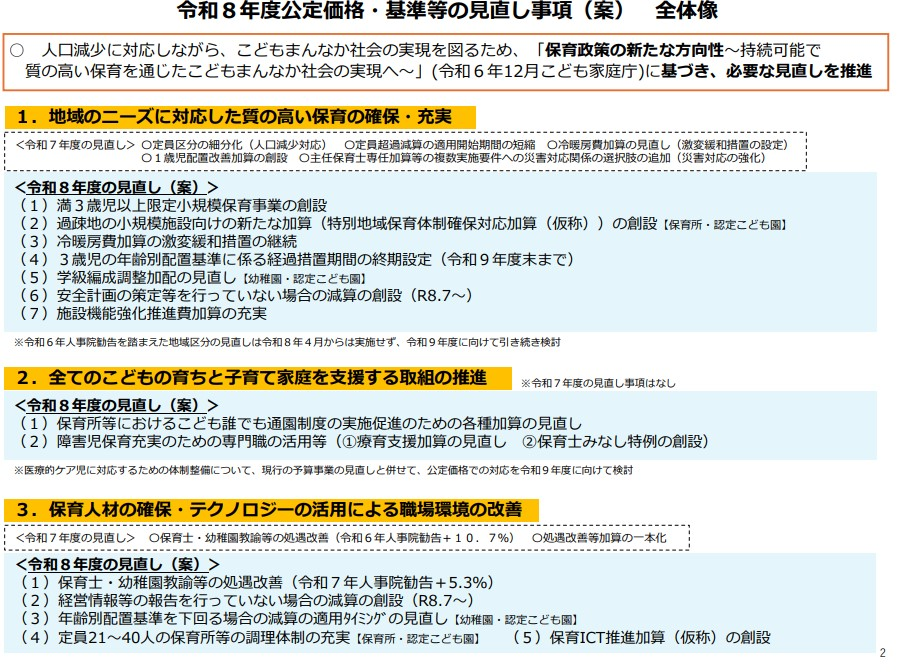 令和８年度公定価格・基準等の見直し事項（案）　全体像
○　人口減少に対応しながら、こどもまんなか社会の実現を図るため、「保育政策の新たな方向性～持続可能で
質の高い保育を通じたこどもまんなか社会の実現へ～」(令和６年12月こども家庭庁)に基づき、必要な見直しを推進
１．地域のニーズに対応した質の高い保育の確保・充実
＜令和７年度の見直し＞ ○定員区分の細分化（人口減少対応）　○定員超過減算の適用開始期間の短縮　○冷暖房費加算の見直し（激変緩和措置の設定）
○１歳児配置改善加算の創設　○主任保育士専任加算等の複数実施要件への災害対応関係の選択肢の追加（災害対応の強化）
＜令和８年度の見直し（案）＞
（１）満３歳児以上限定小規模保育事業の創設
（２）過疎地の小規模施設向けの新たな加算（特別地域保育体制確保対応加算（仮称））の創設【保育所・認定こども園】
（３）冷暖房費加算の激変緩和措置の継続
（４）３歳児の年齢別配置基準に係る経過措置期間の終期設定（令和９年度末まで）
（５）学級編成調整加配の見直し【幼稚園・認定こども園】
（６）安全計画の策定等を行っていない場合の減算の創設（R8.7～）
（７）施設機能強化推進費加算の充実
※令和６年人事院勧告を踏まえた地域区分の見直しは令和８年４月からは実施せず、令和９年度に向けて引き続き検討
２．全てのこどもの育ちと子育て家庭を支援する取組の推進　※令和７年度の見直し事項はなし
＜令和８年度の見直し（案）＞
（１）保育所等におけるこども誰でも通園制度の実施促進のための各種加算の見直し
（２）障害児保育充実のための専門職の活用等（①療育支援加算の見直し　②保育士みなし特例の創設）
※医療的ケア児に対応するための体制整備について、現行の予算事業の見直しと併せて、公定価格での対応を令和９年度に向けて検討
３．保育人材の確保・テクノロジーの活用による職場環境の改善
＜令和７年度の見直し＞　○保育士・幼稚園教諭等の処遇改善（令和６年人事院勧告＋１０．７％）　○処遇改善等加算の一本化
＜令和８年度の見直し（案）＞
（１）保育士・幼稚園教諭等の処遇改善（令和７年人事院勧告＋5.3%）
（２）経営情報等の報告を行っていない場合の減算の創設（R8.7～）
（３）年齢別配置基準を下回る場合の減算の適用ﾀｲﾐﾝｸﾞの見直し【幼稚園・認定こども園】
（４）定員21～40人の保育所等の調理体制の充実【保育所・認定こども園】　（５）保育ICT推進加算（仮称）の創設
2